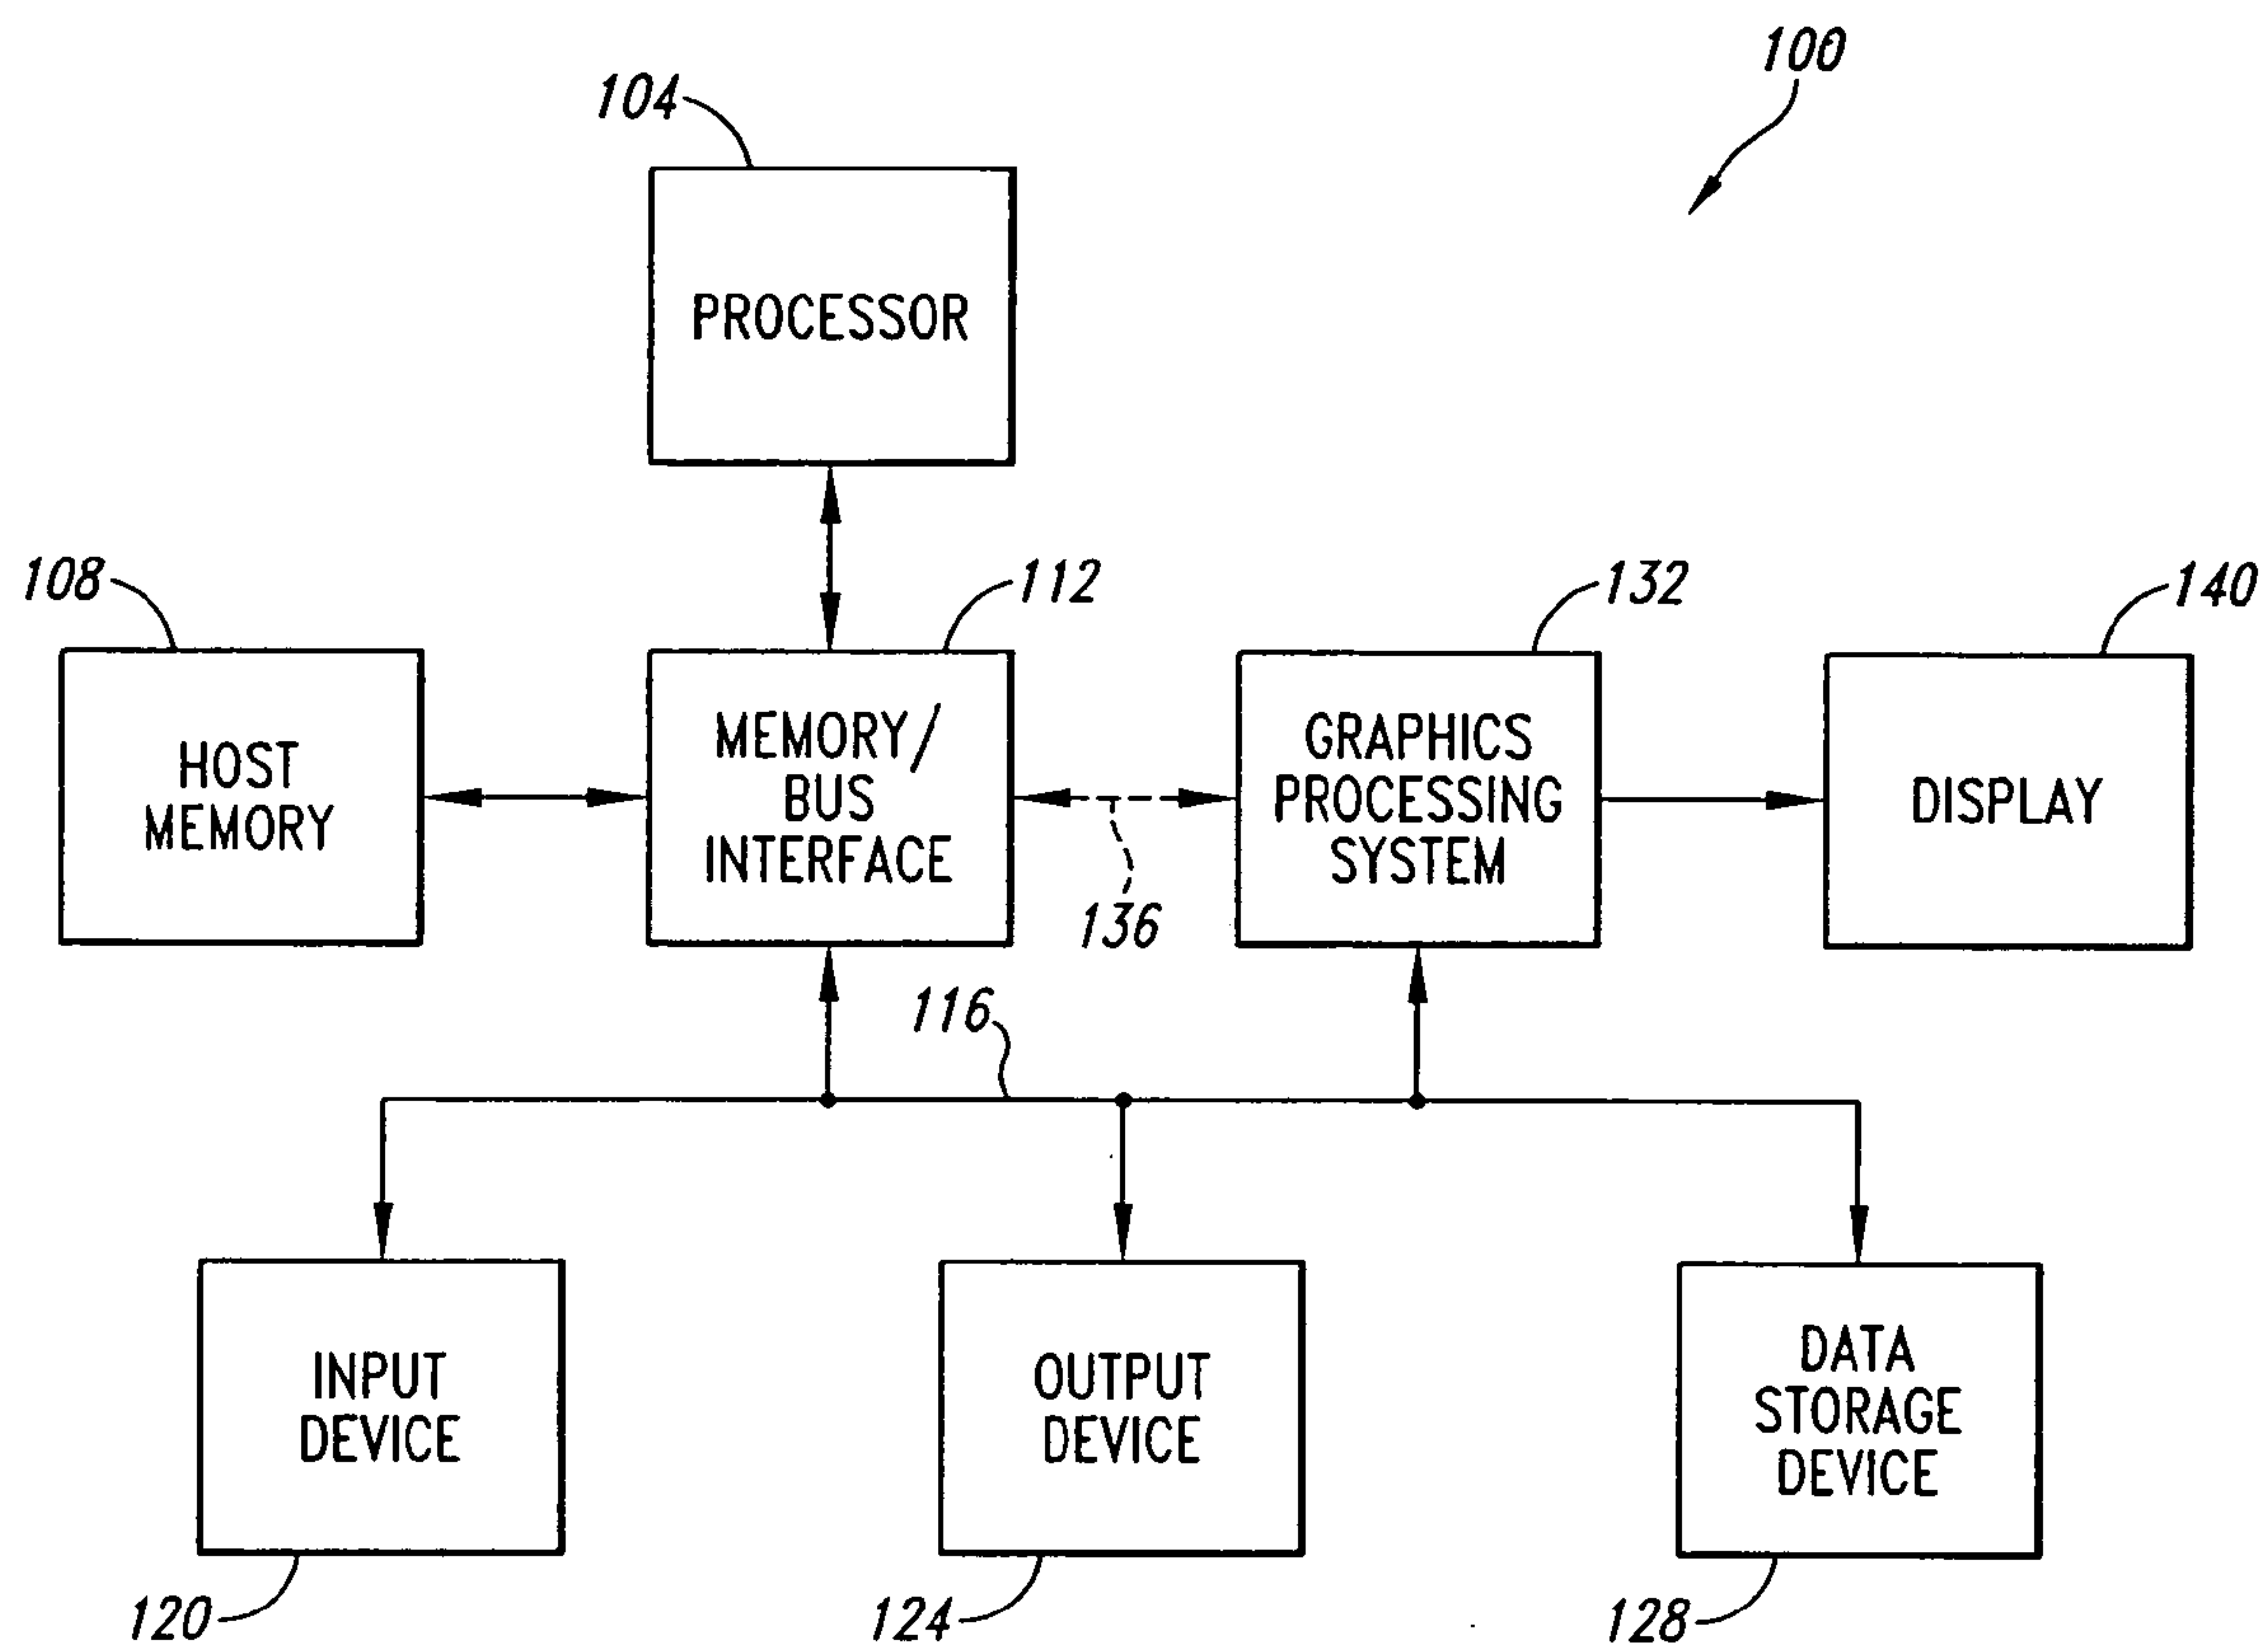 100
104
PROCESSOR
108
112
132
140
HOST
MEMORY
MEMORY/
BUS
INTERFACE
GRAPHICS
PROCESSING
SYSTEM
DISPLAY
136
116
INPUT
DEVICE
OUTPUT
DEVICE
DATA
STORAGE
DEVICE
120
124
128